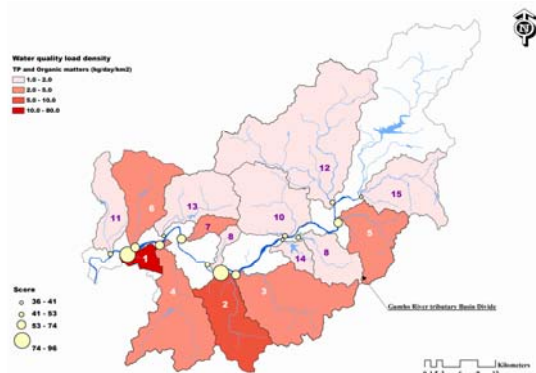 N
Water quality load density
TP and Organic matters (kg/day/km2)
1.0 - 2.0
2.0 - 5.0
5.0 - 10.0
10.0 - 80.0
12
15
11
6
13
10
7
8
5
1
14
8
4
2
3
Score
36 - 41
41 - 53
53 - 74
74 - 96
River tributary Basin Divide
Kilometers